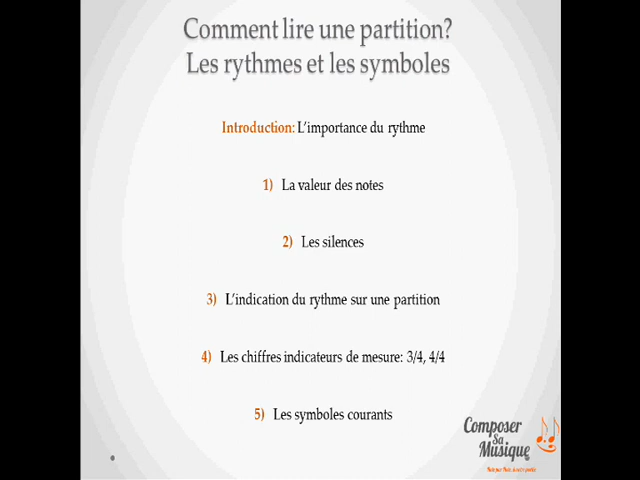 Comment lire une partition?
Les rythmes et les symboles
Introduction: L'importance du rythme
1) La valeur des notes
2) Les silences
3) L'indication du rythme sur une partition
4) Les chiffres indicateurs de mesure: 3/4, 4/4
5) Les symboles courants
Composer
Sa
Musique